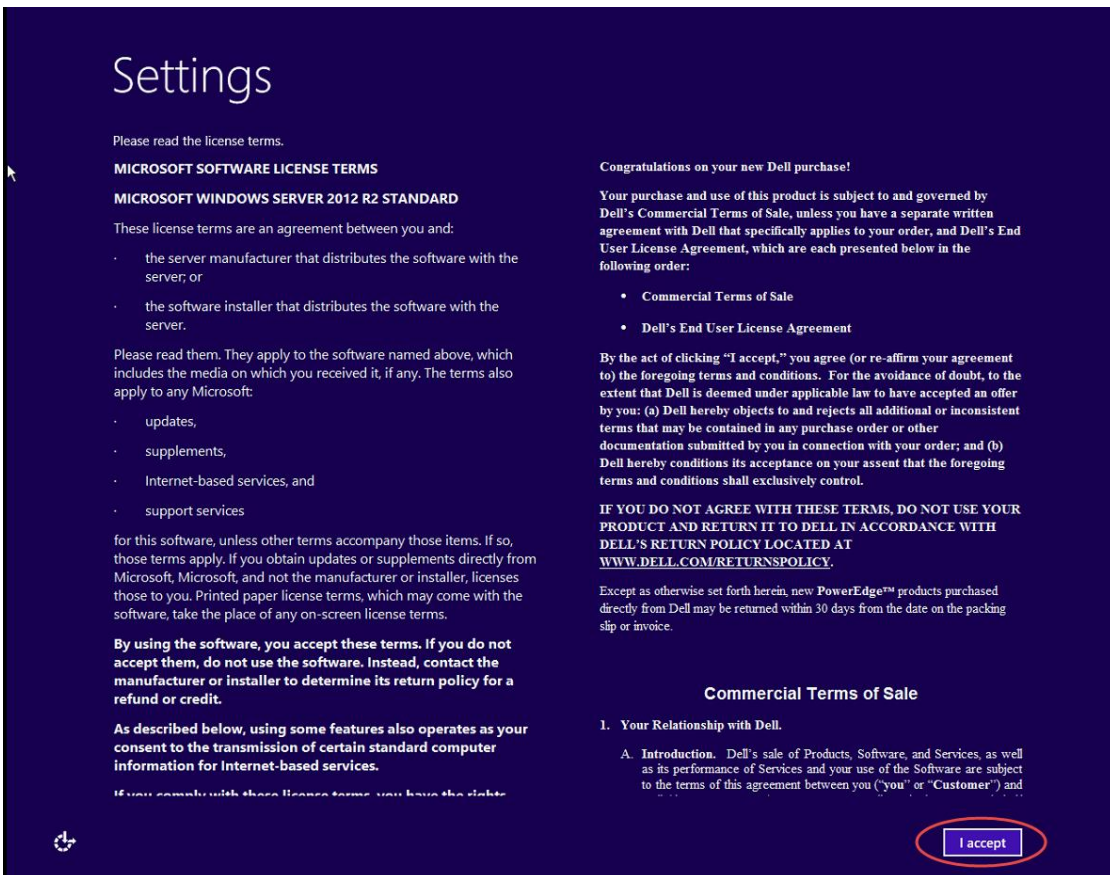 Settings
Please read the license terms.
MICROSOFT SOFTWARE LICENSE TERMS
MICROSOFT WINDOWS SERVER 2012 R2 STANDARD
These license terms are an agreement between you and:
· the server manufacturer that distributes the software with the
server; or
· the software installer that distributes the software with the
server.
Please read them. They apply to the software named above, which
includes the media on which you received it, if any. The terms also
apply to any Microsoft:
· updates,
· supplements,
· Internet-based services, and
· support services
for this software, unless other terms accompany those items. If so,
those terms apply. If you obtain updates or supplements directly from
Microsoft, Microsoft, and not the manufacturer or installer, licenses
those to you. Printed paper license terms, which may come with the
software, take the place of any on-screen license terms.
By using the software, you accept these terms. If you do not
accept them, do not use the software. Instead, contact the
manufacturer or installer to determine its return policy for a
refund or credit.
As described below, using some features also operates as your
consent to the transmission of certain standard computer
information for Internet-based services.
If you comply with these license terms, you have the rights
Congratulations on your new Dell purchase!
Your purchase and use of this product is subject to and governed by
Dell's Commercial Terms of Sale, unless you have a separate written
agreement with Dell that specifically applies to your order, and Dell's End
User License Agreement, which are each presented below in the
following order:
• Commercial Terms of Sale
• Dell's End User License Agreement
By the act of clicking “I accept,” you agree (or re-affirm your agreement
to) the foregoing terms and conditions. For the avoidance of doubt, to the
extent that Dell is deemed under applicable law to have accepted an offer
by you: (a) Dell hereby objects to and rejects all additional or inconsistent
terms that may be contained in any purchase order or other
documentation submitted by you in connection with your order; and (b)
Dell hereby conditions its acceptance on your assent that the foregoing
terms and conditions shall exclusively control.
IF YOU DO NOT AGREE WITH THESE TERMS, DO NOT USE YOUR
PRODUCT AND RETURN IT TO DELL IN ACCORDANCE WITH
DELL'S RETURN POLICY LOCATED AT
WWW.DELL.COM/RETURNSPOLICY.
Except as otherwise set forth herein, new PowerEdge™ products purchased
directly from Dell may be returned within 30 days from the date on the packing
slip or invoice.
Commercial Terms of Sale
1. Your Relationship with Dell.
A. Introduction. Dell's sale of Products, Software, and Services, as well
as its performance of Services and your use of the Software are subject
to the terms of this agreement between you (“you” or “Customer”) and
I accept